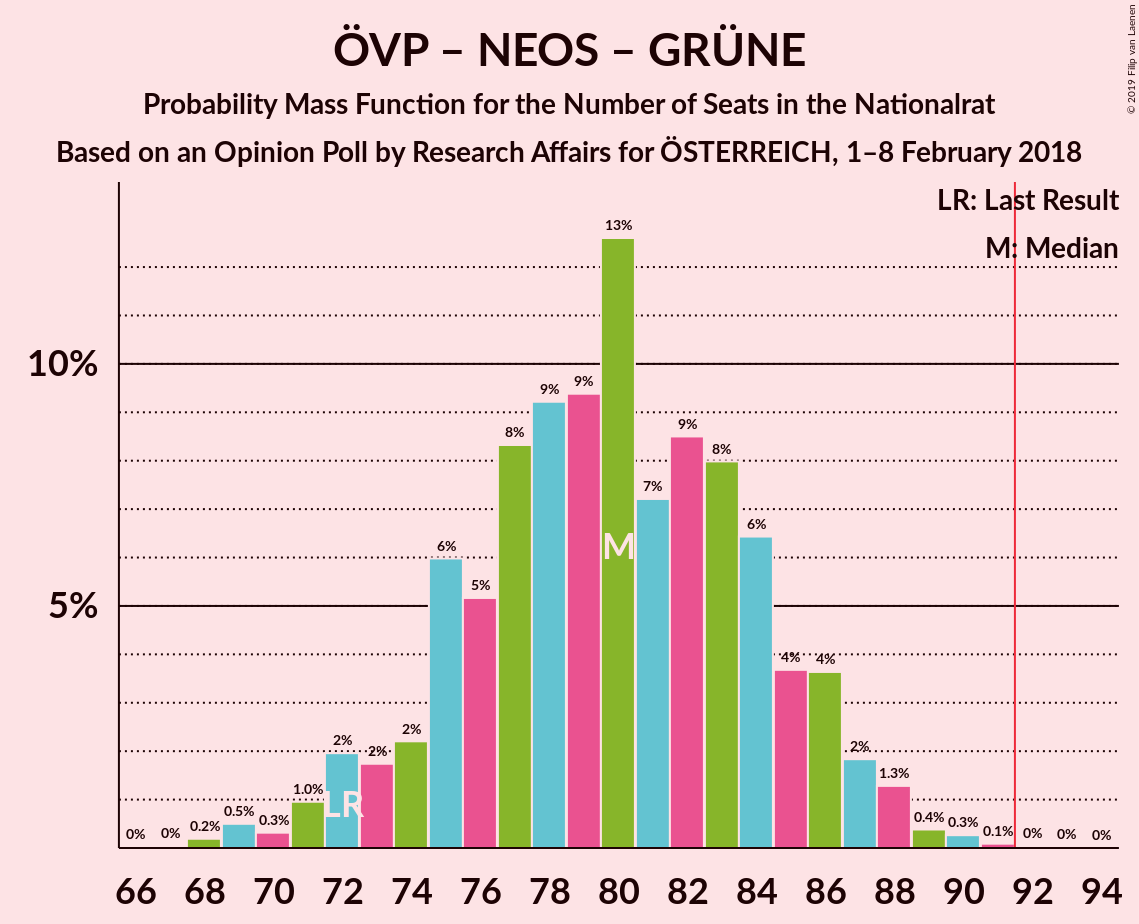 ÖVP – NEOS – GRÜNE
Probability Mass Function for the Number of Seats in the Nationalrat
Based on an Opinion Poll by Research Affairs for ÖSTERREICH, 1–8 February 2018
© 2019 Filip van Laenen
LR: Last Result
M: Median
10%
5%
0% 0% 0.2% 0.5% 0.3% 1.0% 2% 2% 2% 6% 5% 8% 9% 9% 13% 7% 9% 8% 6% 4% 4% 2% 1.3% 0.4% 0.3% 0.1% 0% 0% 0%
M
LR
66 68 70 72 74 76 78 80 82 84 86 88 90 92 94